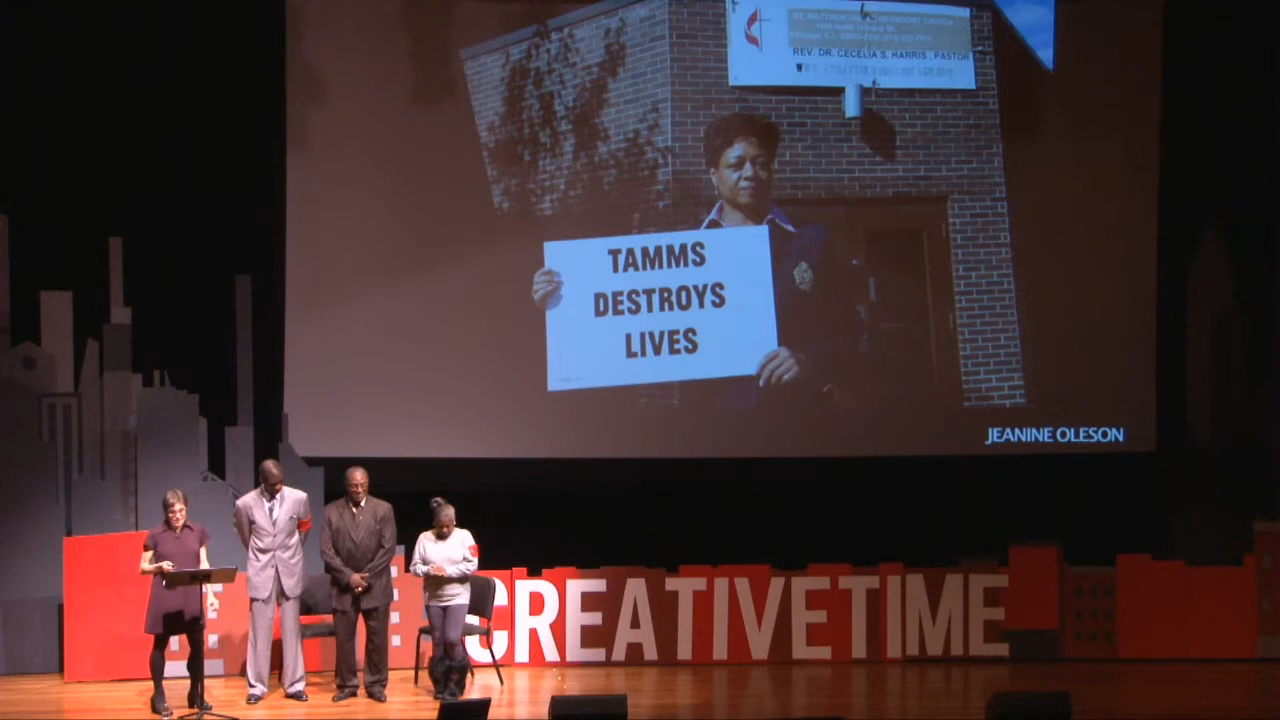 REV. DR. CECELIA S. HARRIS, PASTOR
TAMMS
DESTROYS
LIVES
JEANINE OLESON
CREATIVETIME